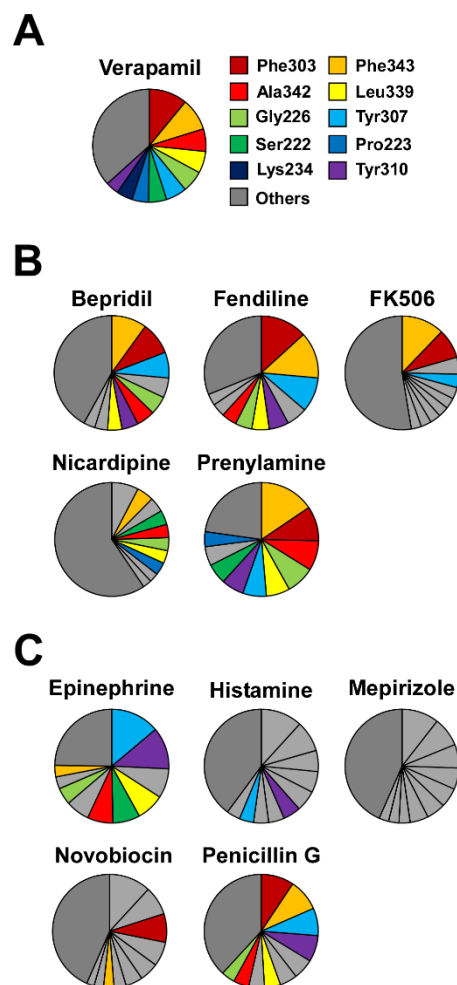 A
Verapamil
Phe303 Phe343
Ala342 Leu339
Gly226 Tyr307
Ser222 Pro223
Lys234 Tyr310
Others
B
Bepridil Fendiline FK506
Nicardipine Prenylamine
C
Epinephrine Histamine Mepirizole
Novobiocin Penicillin G